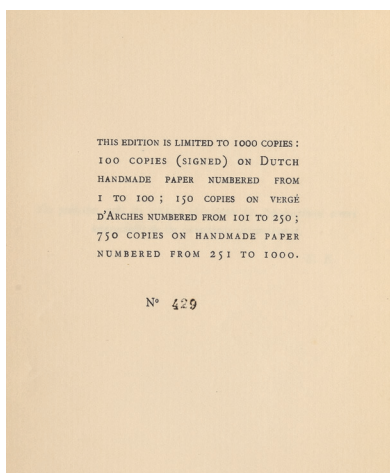 THIS EDITION IS LIMITED TO 1000 COPIES :
100 COPIES (SIGNED) ON DUTCH
HANDMADE PAPER NUMBERED FROM
1 TO 100 ; 150 COPIES ON VERGÉ
D'ARCHES NUMBERED FROM 101 TO 250 ;
750 COPIES ON HANDMADE PAPER
NUMBERED FROM 251 TO 1000.
Nº 429